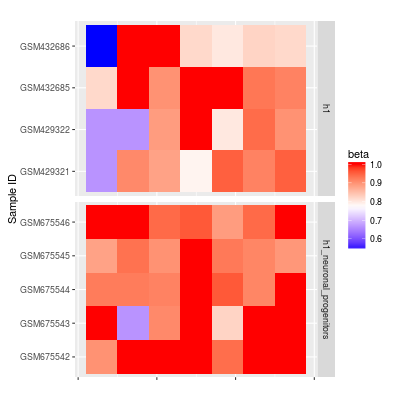 GSM432686
GSM432685
GSM429322
GSM429321
h1
Sample ID
GSM675546
GSM675545
GSM675544
GSM675543
GSM675542
h1_neuronal_progenitors
beta
1.0
0.9
0.8
0.7
0.6